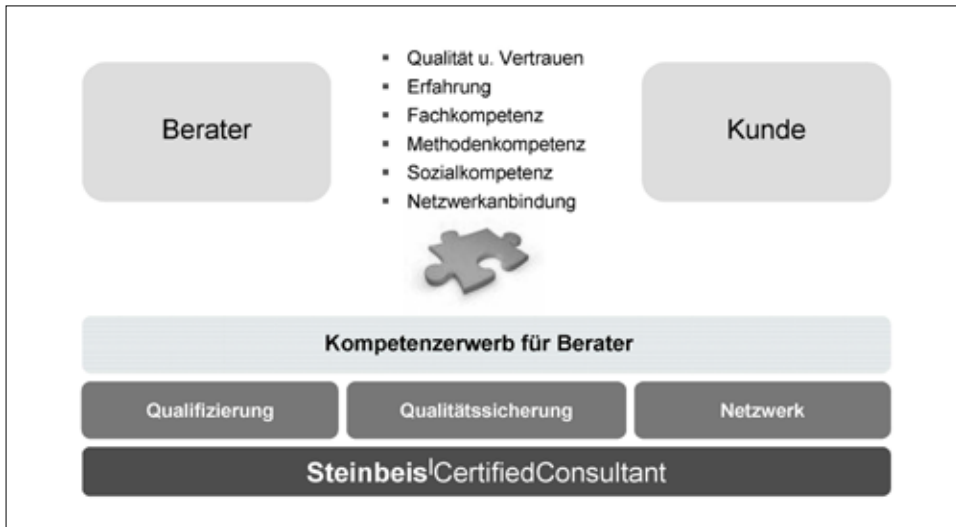 Berater
▪ Qualität u. Vertrauen
▪ Erfahrung
▪ Fachkompetenz
▪ Methodenkompetenz
▪ Sozialkompetenz
▪ Netzwerkanbindung
Kunde
Kompetenzerwerb für Berater
Qualifizierung
Qualitätssicherung
Netzwerk
Steinbeis|CertifiedConsultant